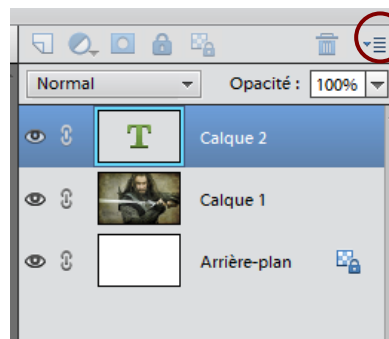 Normal Opacité : 100%
T Calque 2
Calque 1
Arrière-plan